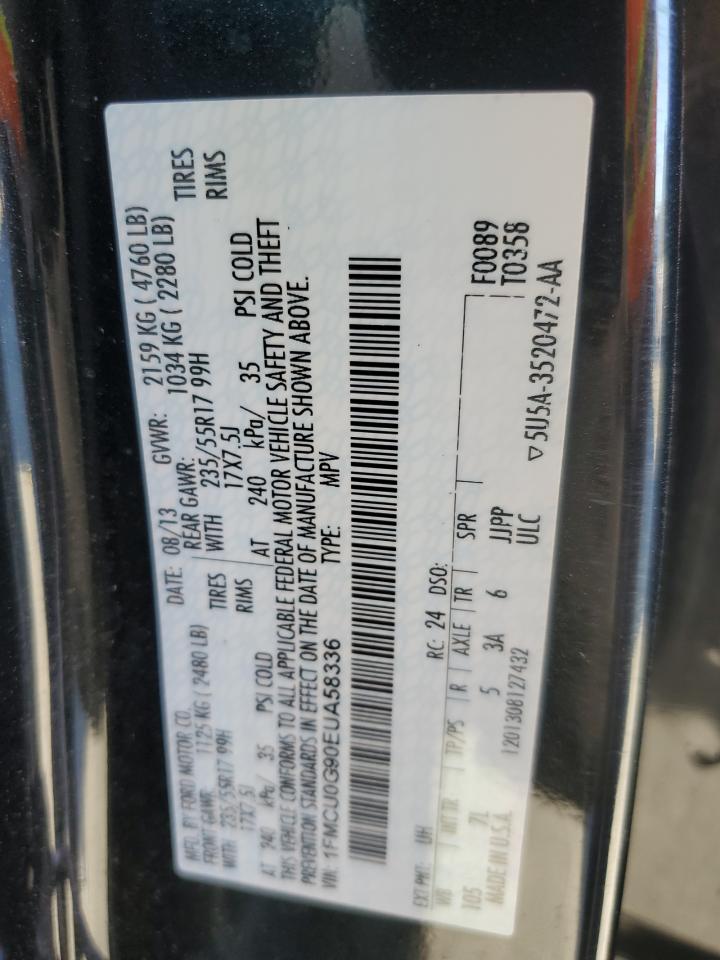 MFD. BY FORD MOTOR CO.
DATE: 08/13 GVWR: 2159 KG ( 4760 LB)
FRONT GAWR: 1125 KG ( 2480 LB) REAR GAWR: 1034 KG ( 2280 LB)
WITH 235/55R17 99H TIRES WITH 235/55R17 99H TIRES
17X7.5J RIMS 17X7.5J RIMS
AT 240 kPa/ 35 PSI COLD AT 240 kPa/ 35 PSI COLD
THIS VEHICLE CONFORMS TO ALL APPLICABLE FEDERAL MOTOR VEHICLE SAFETY AND THEFT
PREVENTION STANDARDS IN EFFECT ON THE DATE OF MANUFACTURE SHOWN ABOVE.
VIN: 1FMCU0G90EUA58336 TYPE: MPV
F0089
T0358
EXT PNT: UH RC: 24 DSO:
WB INT TR TP/PS R AXLE TR SPR
105 ZL 5 3A 6 JJPP
MADE IN U.S.A. 1201308127432 ULC
▽5U5A-3520472-AA